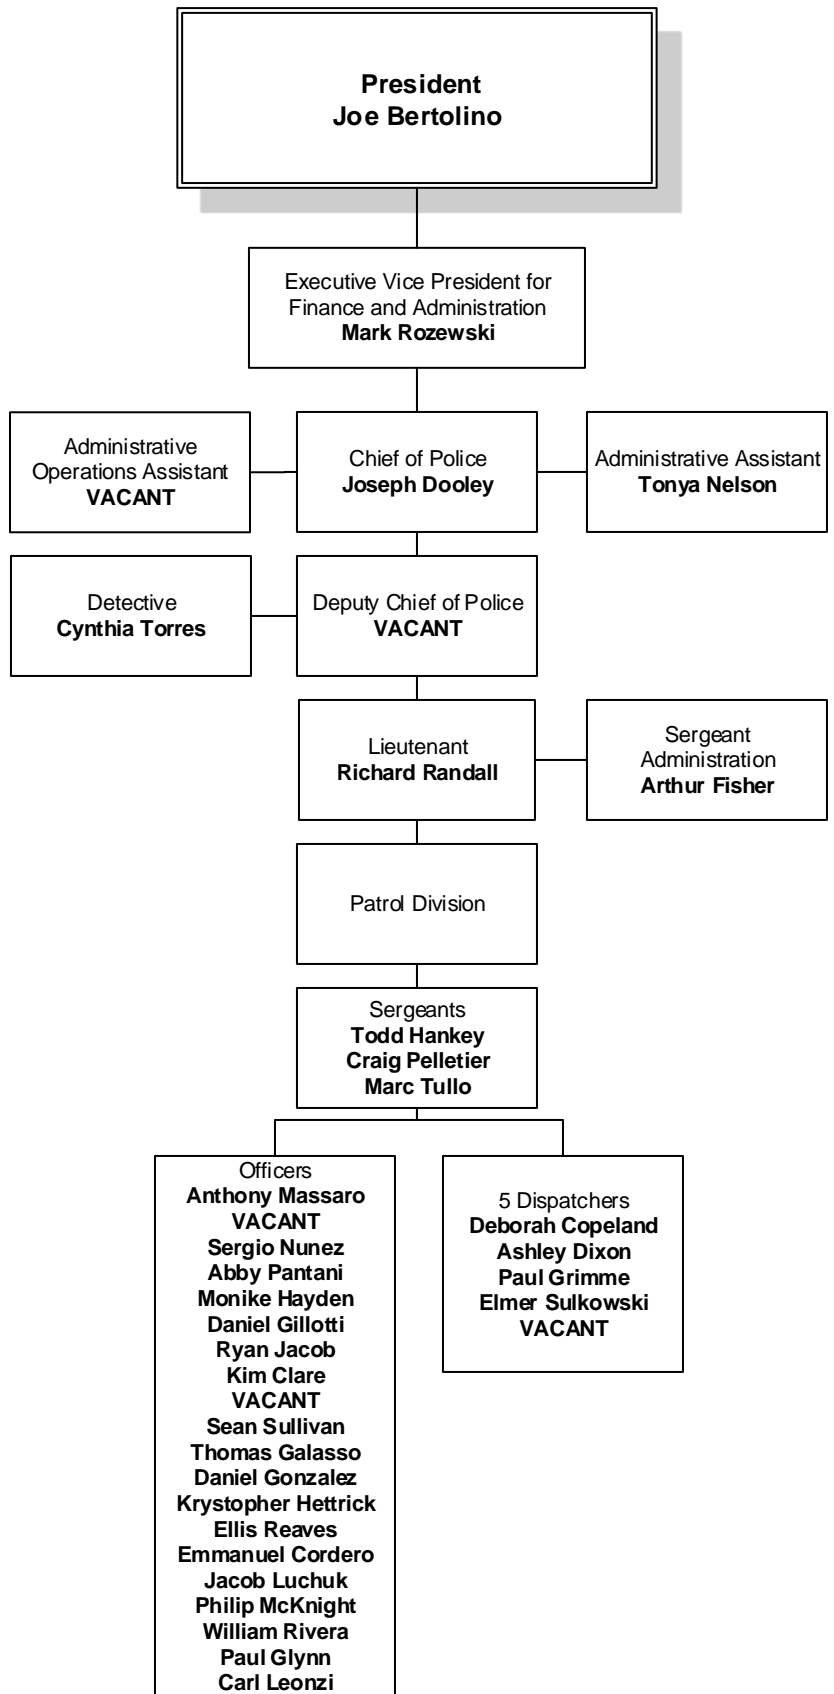 President
Joe Bertolino
Executive Vice President for
Finance and Administration
Mark Rozewski
Administrative
Operations Assistant
VACANT
Chief of Police
Joseph Dooley
Administrative Assistant
Tonya Nelson
Detective
Cynthia Torres
Deputy Chief of Police
VACANT
Lieutenant
Richard Randall
Sergeant
Administration
Arthur Fisher
Patrol Division
Sergeants
Todd Hankey
Craig Pelletier
Marc Tullo
Officers
Anthony Massaro
VACANT
Sergio Nunez
Abby Pantani
Monike Hayden
Daniel Gillotti
Ryan Jacob
Kim Clare
VACANT
Sean Sullivan
Thomas Galasso
Daniel Gonzalez
Krystopher Hettrick
Ellis Reaves
Emmanuel Cordero
Jacob Luchuk
Philip McKnight
William Rivera
Paul Glynn
Carl Leonzi
5 Dispatchers
Deborah Copeland
Ashley Dixon
Paul Grimme
Elmer Sulkowski
VACANT